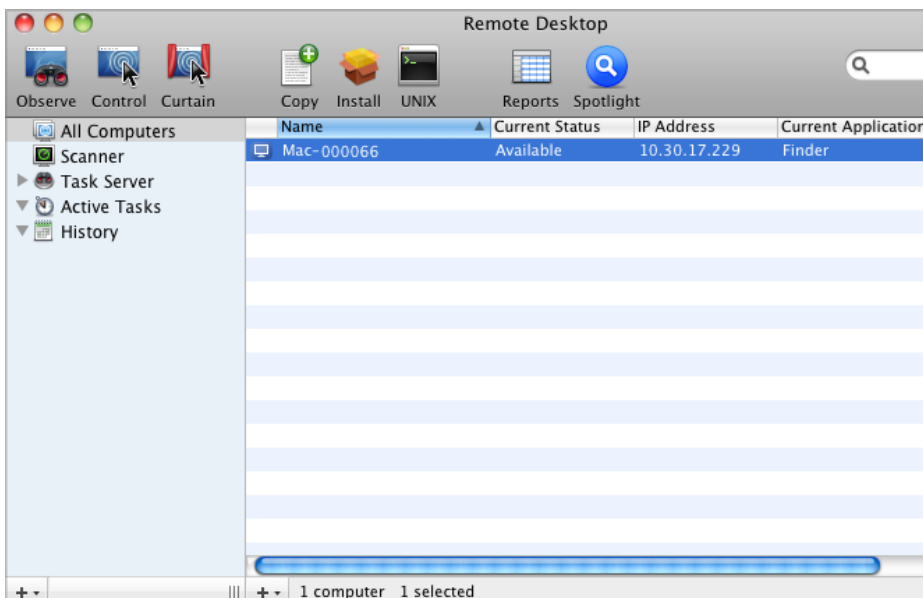 Remote Desktop
Observe Control Curtain Copy Install UNIX Reports Spotlight
All Computers
Scanner
Task Server
Active Tasks
History
Name Current Status IP Address Current Application
Mac-000066 Available 10.30.17.229 Finder
1 computer 1 selected